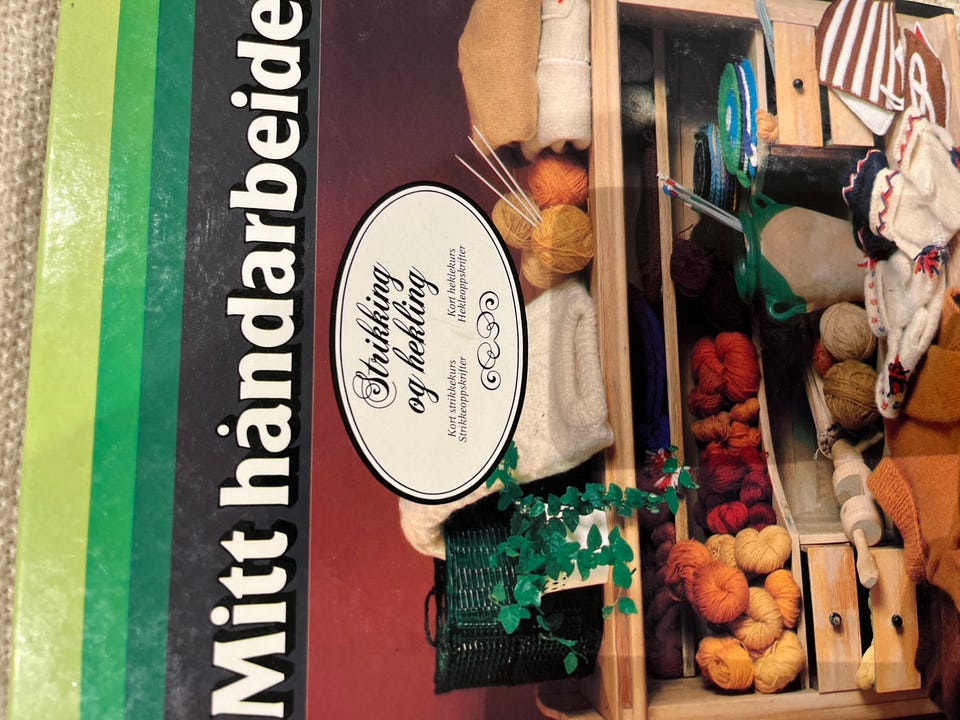 Mitt håndarbeide
Strikking
og hekling
Kort strikkekurs
Strikkeoppskrifter
Kort heklekurs
Hekleoppskrifter